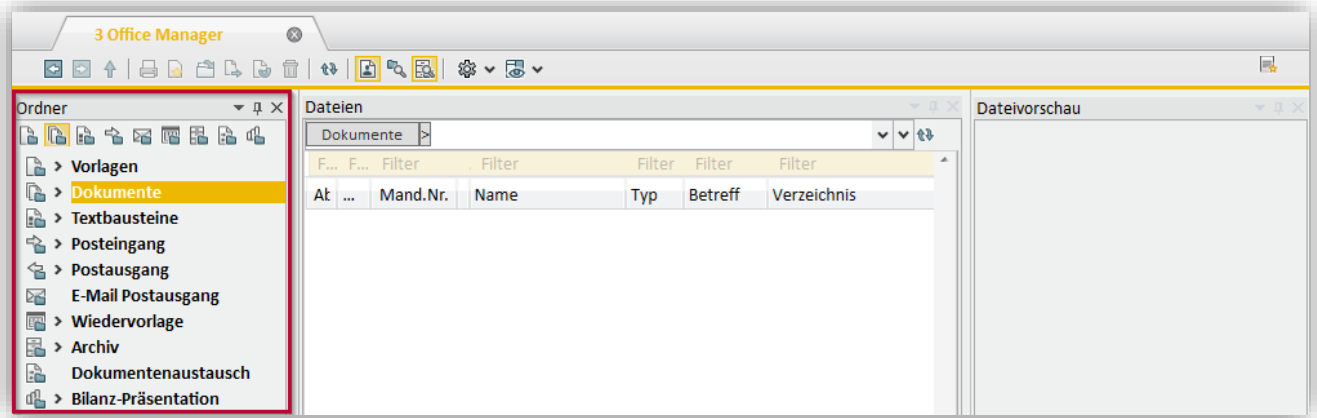 3 Office Manager
Ordner
Dateien
Dateivorschau
Dokumente >
F... F... Filter Filter Filter Filter Filter
At ... Mand.Nr. Name Typ Betreff Verzeichnis
> Vorlagen
> Dokumente
> Textbausteine
> Posteingang
> Postausgang
E-Mail Postausgang
> Wiedervorlage
> Archiv
Dokumentenaustausch
> Bilanz-Präsentation